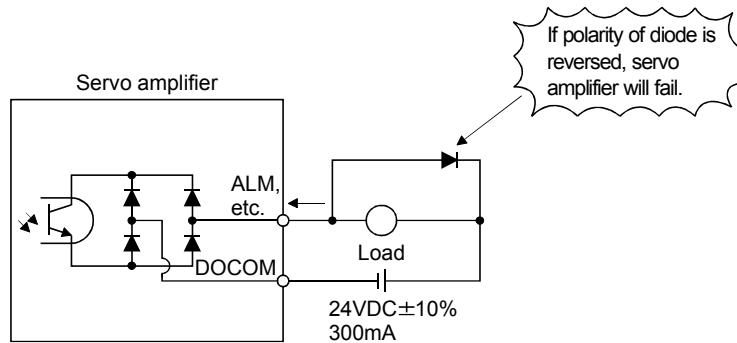 If polarity of diode is
reversed, servo
amplifier will fail.
Servo amplifier
ALM,
etc.
Load
DOCOM
24VDC±10%
300mA